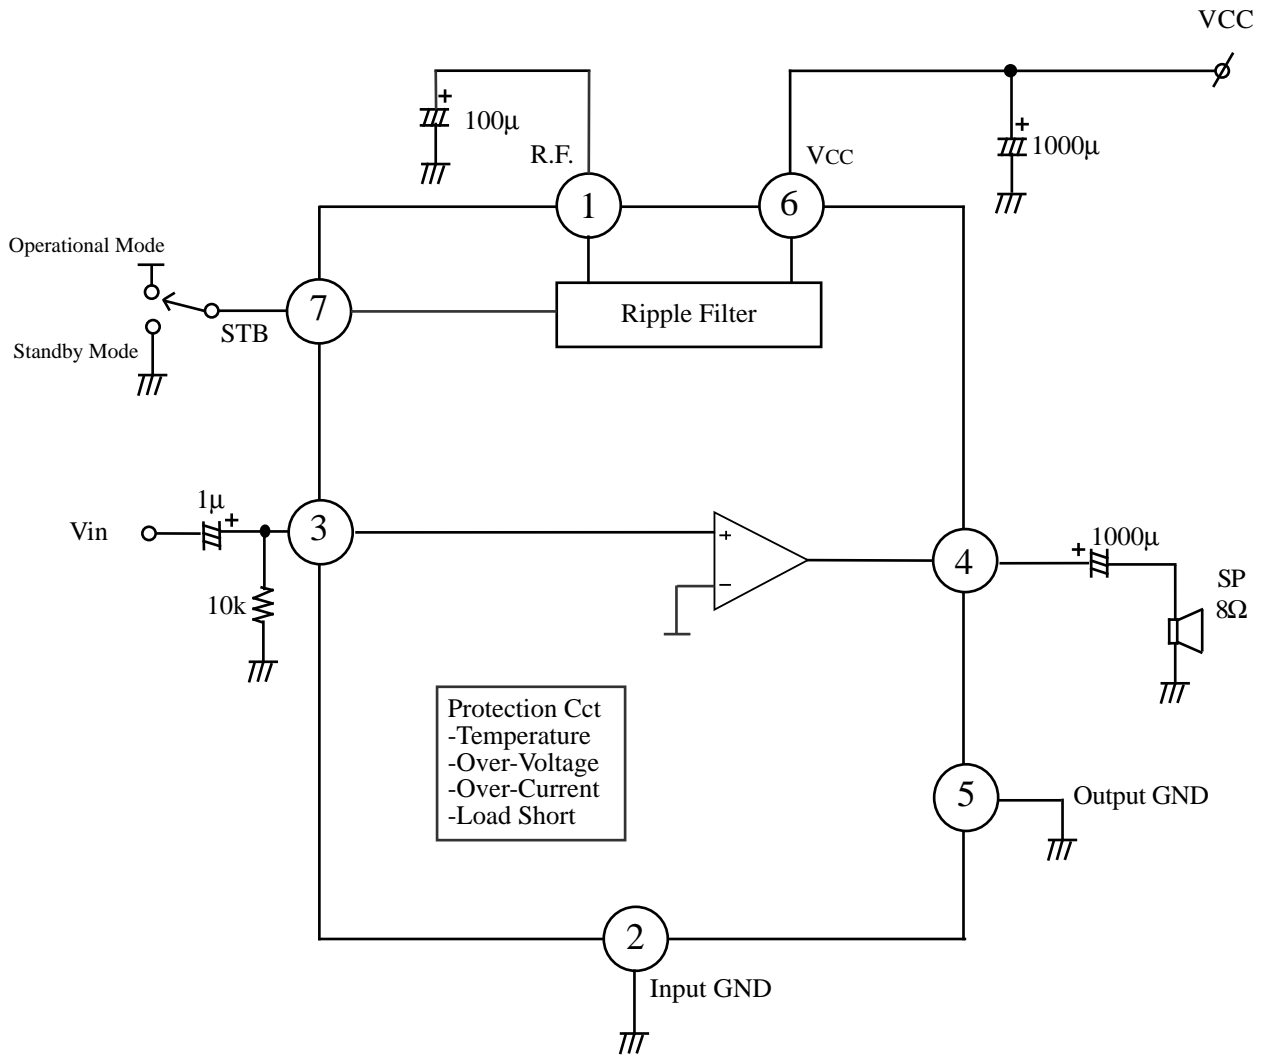 VCC
+
100μ
+
1000μ
R.F.
VCC
1
6
Operational Mode
7
Ripple Filter
STB
Standby Mode
1μ
+
Vin
3
+
−
4
+
1000μ
SP
8Ω
10k
Protection Cct
-Temperature
-Over-Voltage
-Over-Current
-Load Short
5
Output GND
2
Input GND